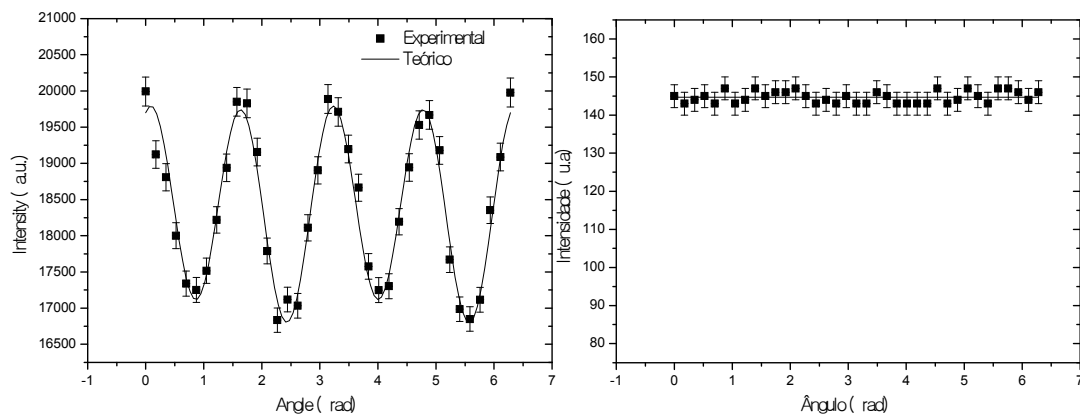 21000
20500
20000
19500
19000
18500
18000
17500
17000
16500
Intensity ( a.u.)
Experimental
Teórico
-1 0 1 2 3 4 5 6 7
Angle ( rad)
170
160
150
140
130
120
110
100
90
80
Intensidade ( u.a)
-1 0 1 2 3 4 5 6 7
Ângulo ( rad)